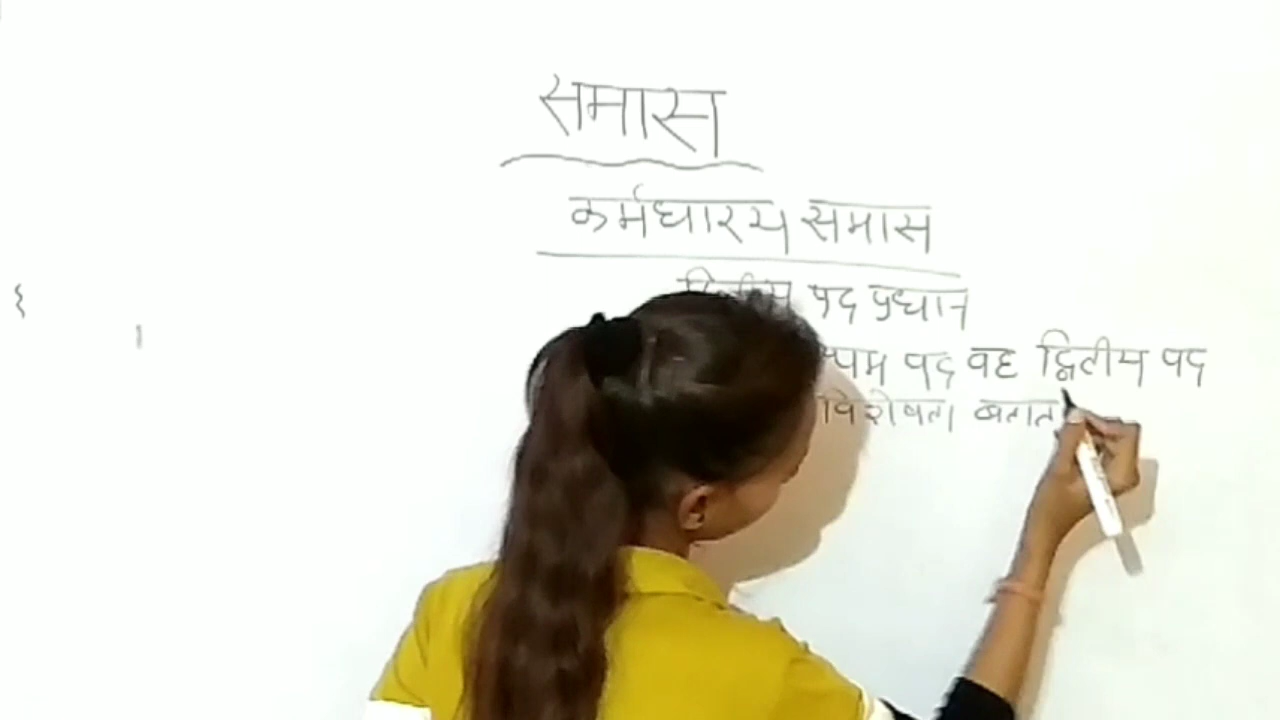 समास
कर्मधारय समास
द्वितीय पद प्रधान
पद वह द्वितीय पद
विशेषता बतात